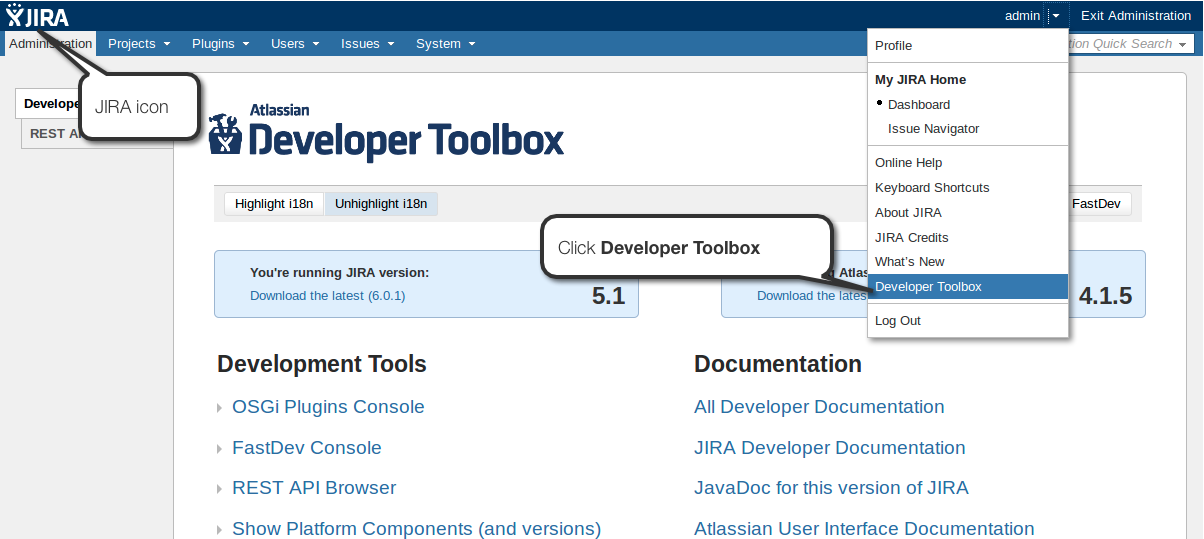 JIRA
admin
Exit Administration
Administration
Projects
Plugins
Users
Issues
System
tion Quick Search
Profile
My JIRA Home
Dashboard
Issue Navigator
Online Help
Keyboard Shortcuts
About JIRA
JIRA Credits
What's New
Developer Toolbox
Log Out
JIRA icon
Develope
REST A
Atlassian
Developer Toolbox
Highlight i18n
Unhighlight i18n
FastDev
Click Developer Toolbox
You're running JIRA version:
Download the latest (6.0.1)
5.1
g Atlas
Download the lates
4.1.5
Development Tools
OSGi Plugins Console
FastDev Console
REST API Browser
Show Platform Components (and versions)
Documentation
All Developer Documentation
JIRA Developer Documentation
JavaDoc for this version of JIRA
Atlassian User Interface Documentation